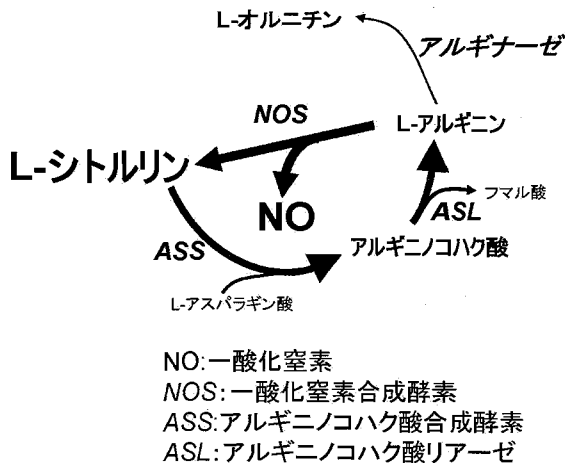 L-オルニチン
アルギナーゼ
NOS
L-アルギニン
L-シトルリン
NO
ASL
フマル酸
ASS
アルギニノコハク酸
L-アスパラギン酸
NO:一酸化窒素
NOS:一酸化窒素合成酵素
ASS:アルギニノコハク酸合成酵素
ASL:アルギニノコハク酸リアーゼ